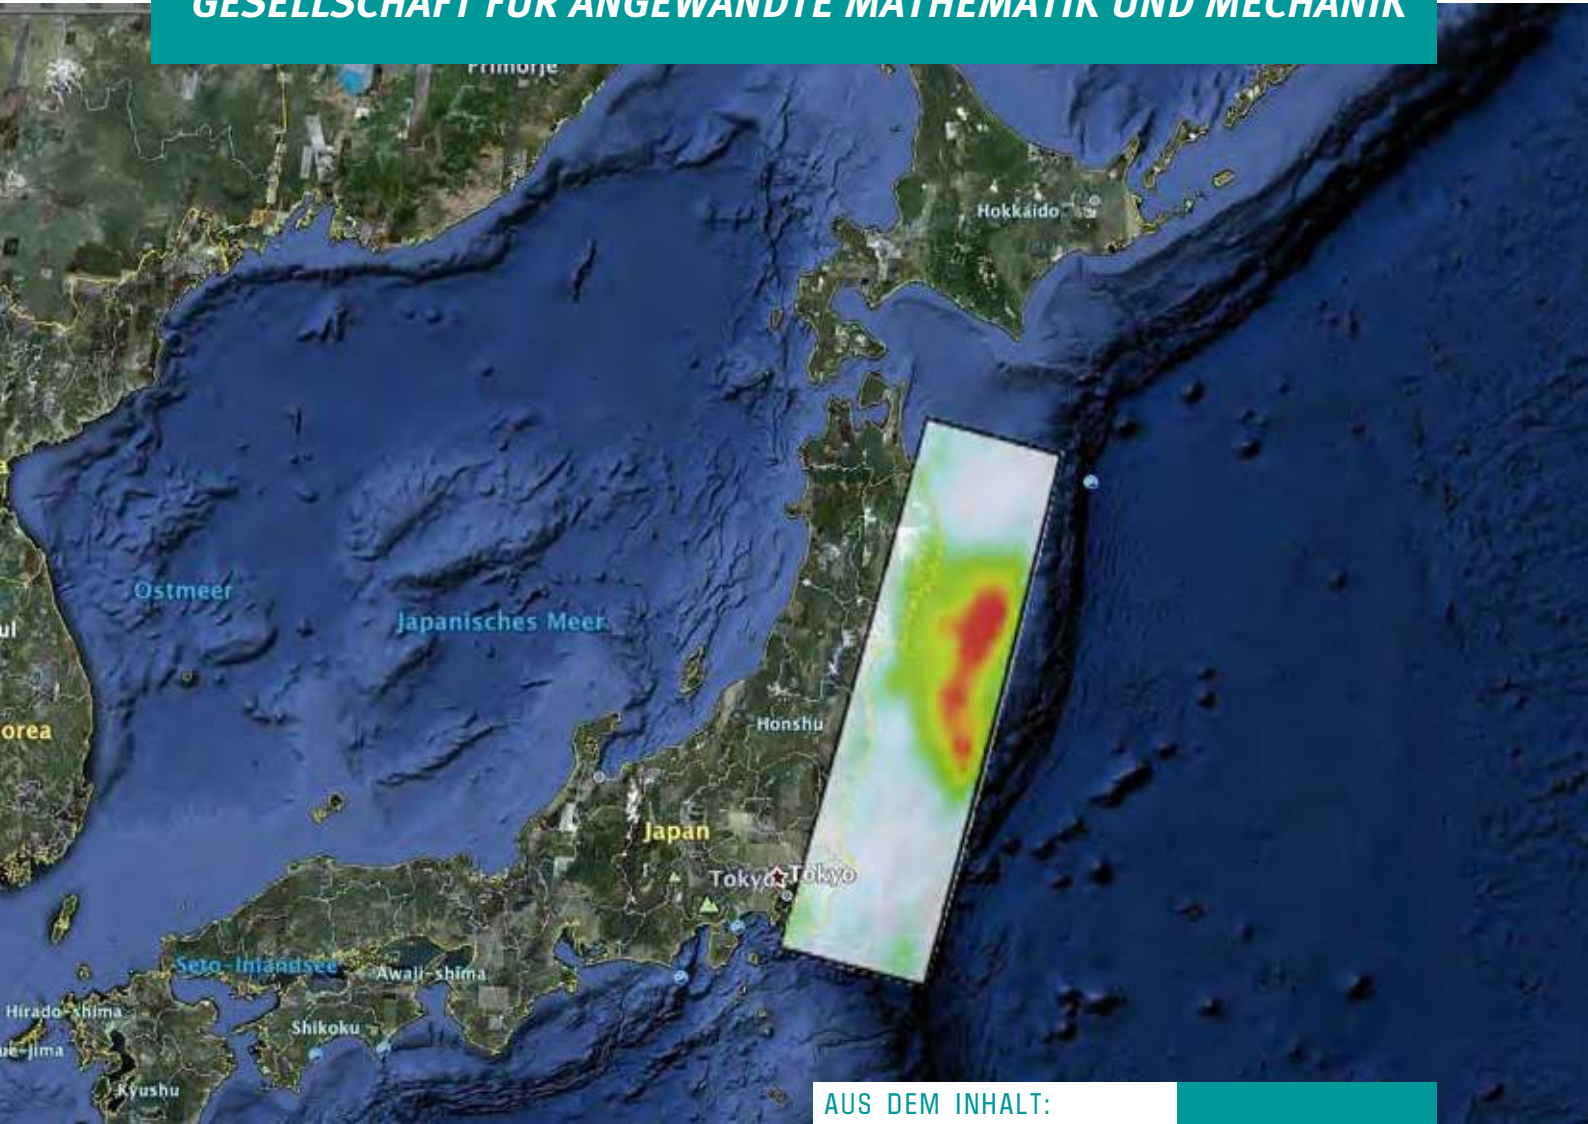 GESELLSCHAFT FÜR ANGEWANDTE MATHEMATIK UND MECHANIK
Primorje
Hokkaido
Ostmeer
Japanisches Meer
Honshu
orea
Japan
Tokyo Tokyo
Seto-Inlandsee
Awaji-shima
Hirado-shima
Shikoku
Kyushu
AUS DEM INHALT: